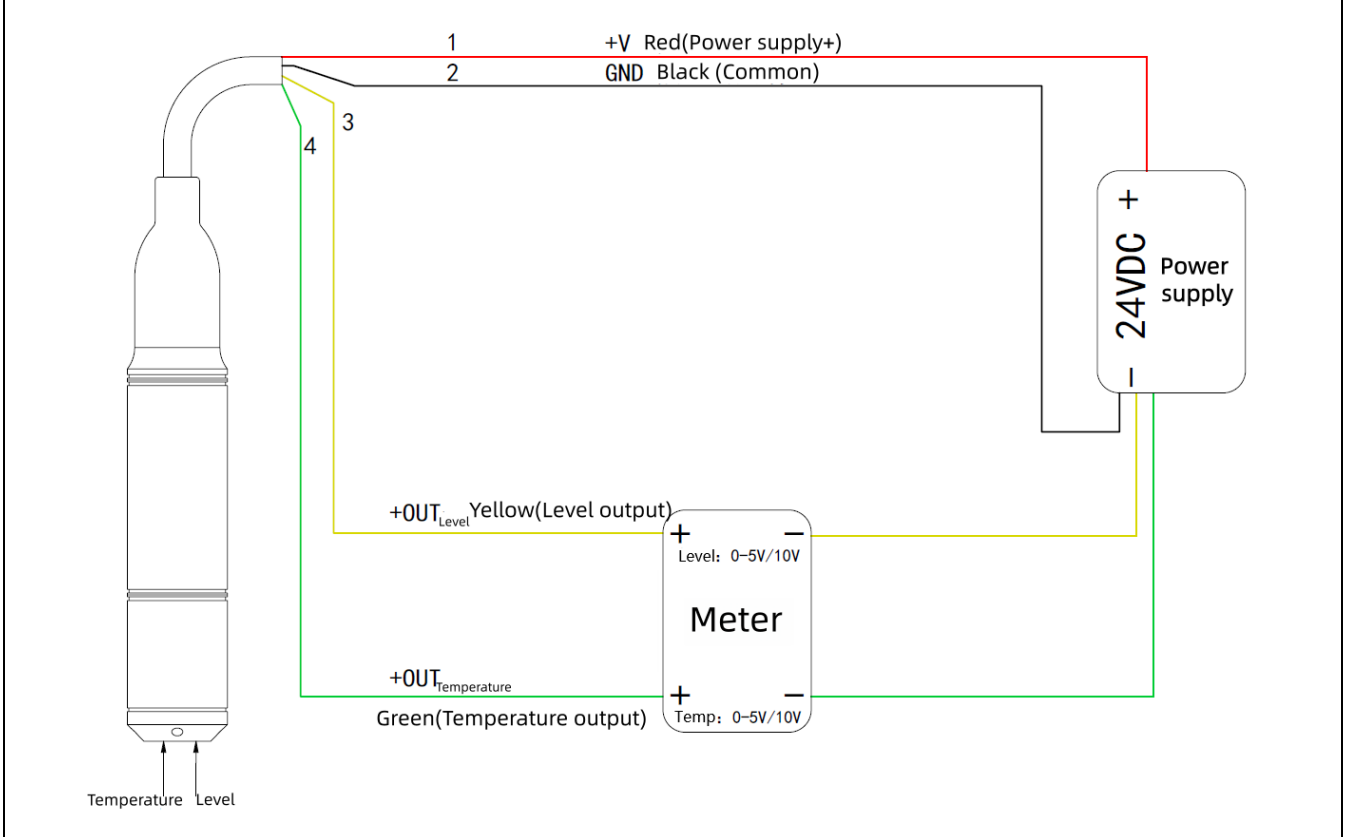 1 +V Red(Power supply+)
2 GND Black (Common)
3
4
+
24VDC
Power
supply
−
+OUTLevel Yellow(Level output)
+ −
Level: 0-5V/10V
Meter
+OUTTemperature
+ −
Green(Temperature output)
Temp: 0-5V/10V
Temperature Level